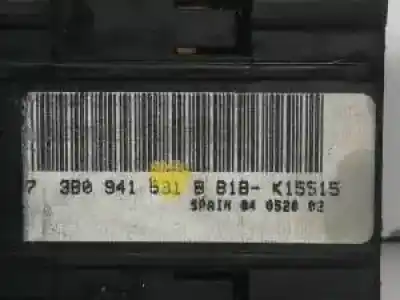 7 3B0 941 531 B B18- K15515
SPAIN 04 0520 02